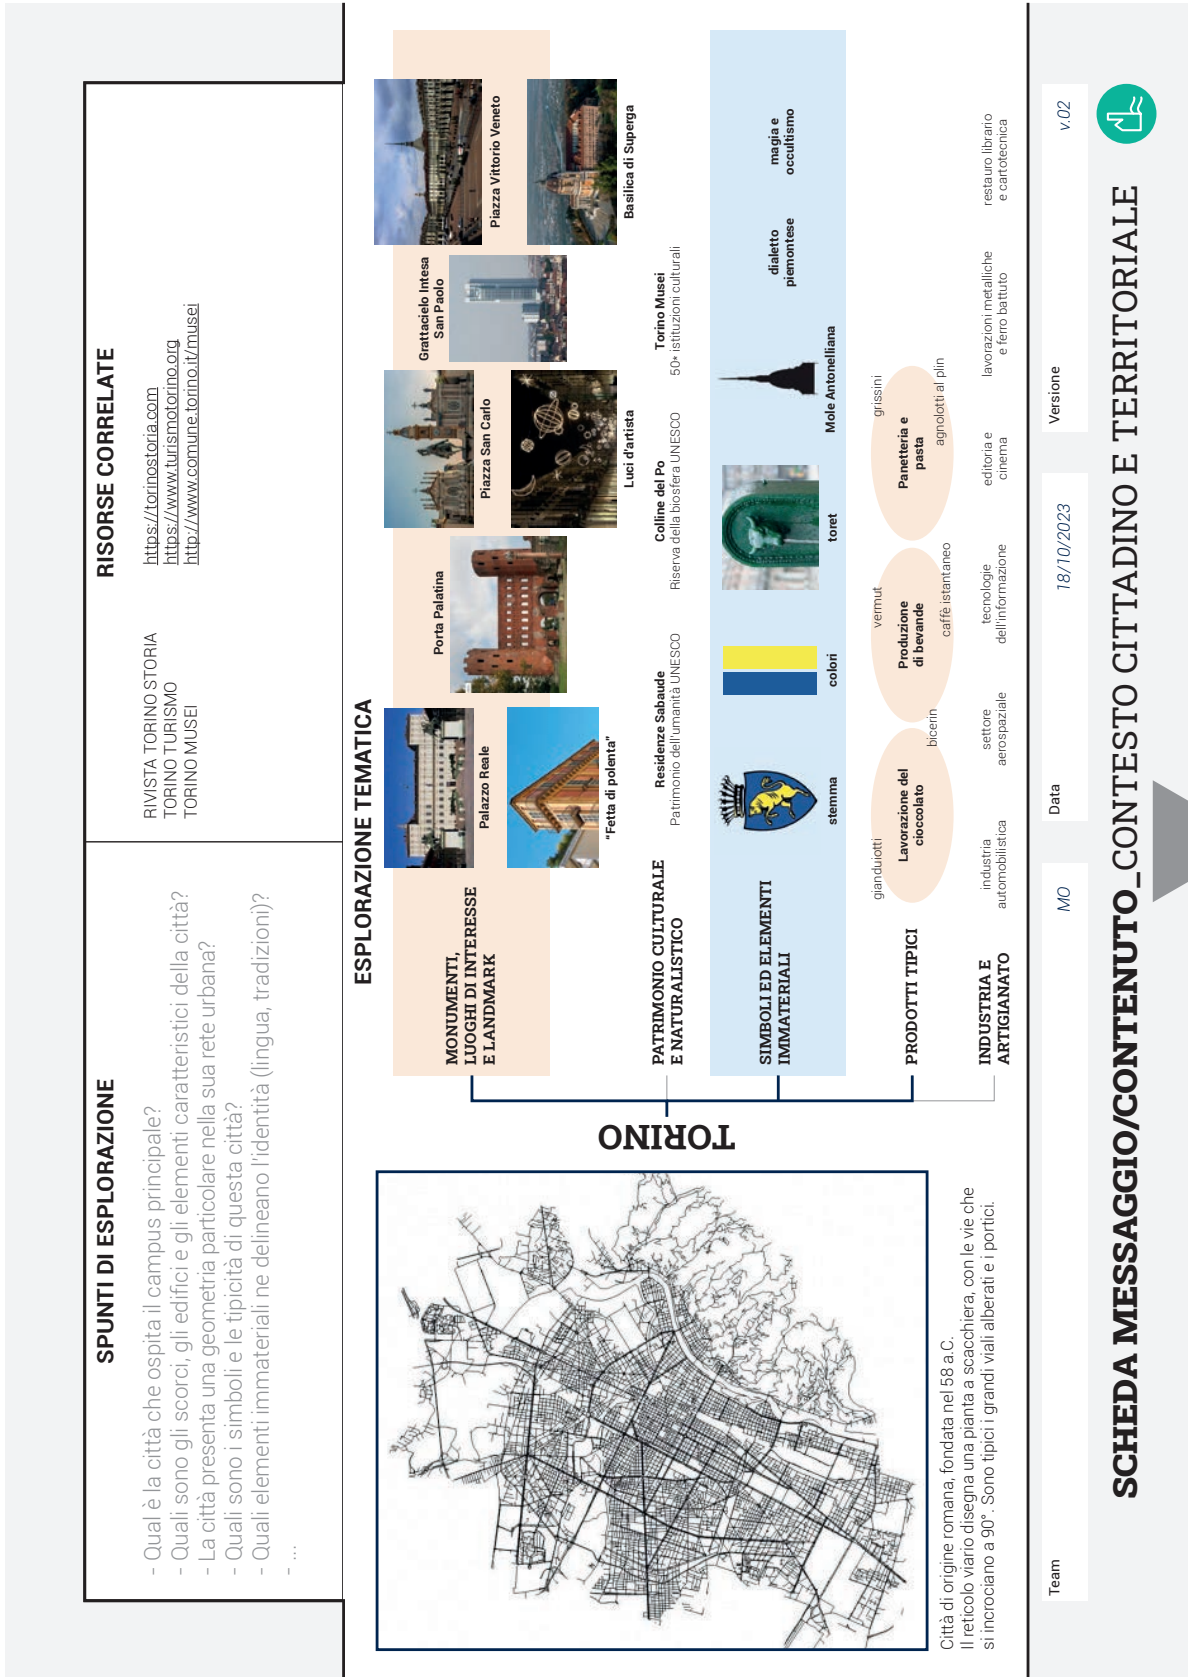 SCHEDA MESSAGGIO/CONTENUTO_CONTESTO CITTADINO E TERRITORIALE
Team
MO
Data
18/10/2023
Versione
v.02
SPUNTI DI ESPLORAZIONE
- Qual è la città che ospita il campus principale?
- Quali sono gli scorci, gli edifici e gli elementi caratteristici della città?
- La città presenta una geometria particolare nella sua rete urbana?
- Quali sono i simboli e le tipicità di questa città?
- Quali elementi immateriali ne delineano l'identità (lingua, tradizioni)?
- ...
RISORSE CORRELATE
RIVISTA TORINO STORIA
TORINO TURISMO
TORINO MUSEI
https://torinostoria.com
https://www.turismotorino.org
http://www.comune.torino.it/musei
ESPLORAZIONE TEMATICA
TORINO
Città di origine romana, fondata nel 58 a.C.
Il reticolo viario disegna una pianta a scacchiera, con le vie che
si incrociano a 90°. Sono tipici i grandi viali alberati e i portici.
MONUMENTI,
LUOGHI DI INTERESSE
E LANDMARK
Palazzo Reale
"Fetta di polenta"
Porta Palatina
Piazza San Carlo
Luci d'artista
Grattacielo Intesa
San Paolo
Piazza Vittorio Veneto
Basilica di Superga
PATRIMONIO CULTURALE
E NATURALISTICO
Residenze Sabaude
Patrimonio dell'umanità UNESCO
Colline del Po
Riserva della biosfera UNESCO
Torino Musei
50+ istituzioni culturali
SIMBOLI ED ELEMENTI
IMMATERIALI
stemma
colori
toret
Mole Antonelliana
dialetto
piemontese
magia e
occultismo
PRODOTTI TIPICI
gianduiotti
Lavorazione del
cioccolato
bicerin
vermut
Produzione
di bevande
caffè istantaneo
grissini
Panetteria e
pasta
agnolotti al plin
INDUSTRIA E
ARTIGIANATO
industria
automobilistica
settore
aerospaziale
tecnologie
dell'informazione
editoria e
cinema
lavorazioni metalliche
e ferro battuto
restauro librario
e cartotecnica